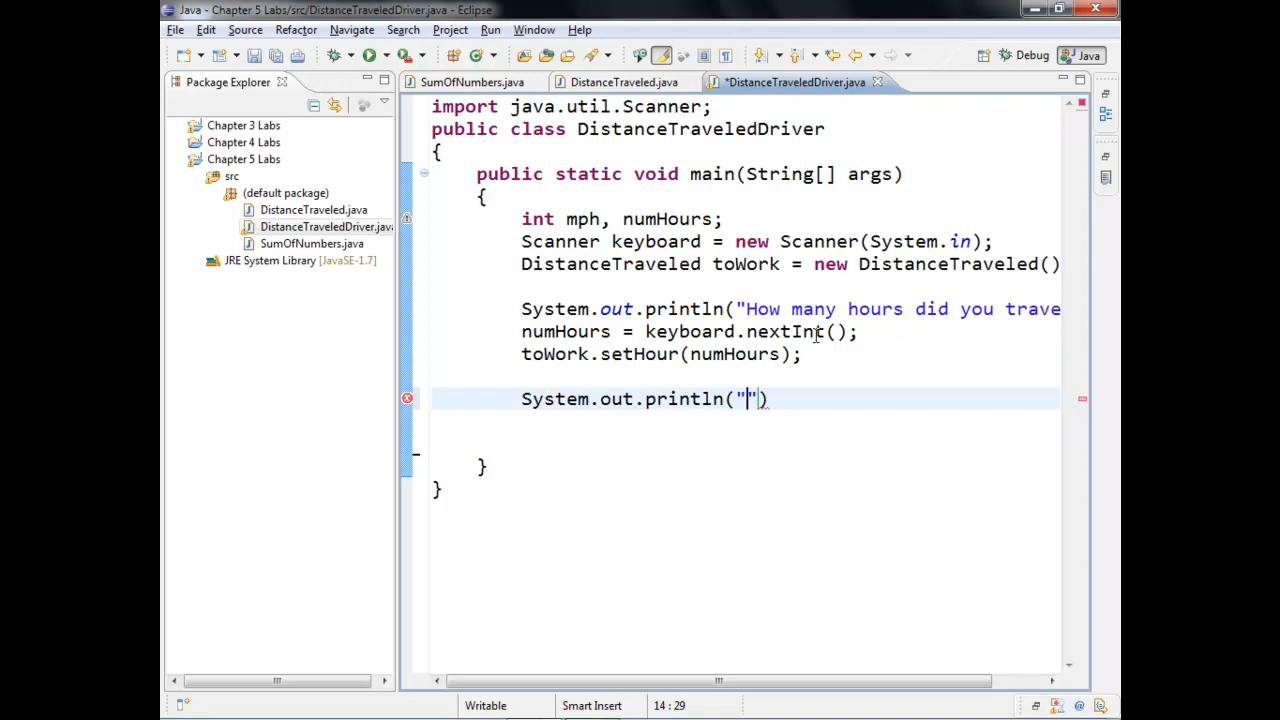 Java - Chapter 5 Labs/src/DistanceTraveledDriver.java - Eclipse
File Edit Source Refactor Navigate Search Project Run Window Help
Debug Java
Package Explorer
SumOfNumbers.java DistanceTraveled.java *DistanceTraveledDriver.java
Chapter 3 Labs
Chapter 4 Labs
Chapter 5 Labs
src
(default package)
DistanceTraveled.java
DistanceTraveledDriver.java
SumOfNumbers.java
JRE System Library [JavaSE-1.7]
import java.util.Scanner;
public class DistanceTraveledDriver
{
public static void main(String[] args)
{
int mph, numHours;
Scanner keyboard = new Scanner(System.in);
DistanceTraveled toWork = new DistanceTraveled()
System.out.println("How many hours did you trave
numHours = keyboard.nextInt();
toWork.setHour(numHours);
System.out.println("")
}
}
Writable Smart Insert 14 : 29